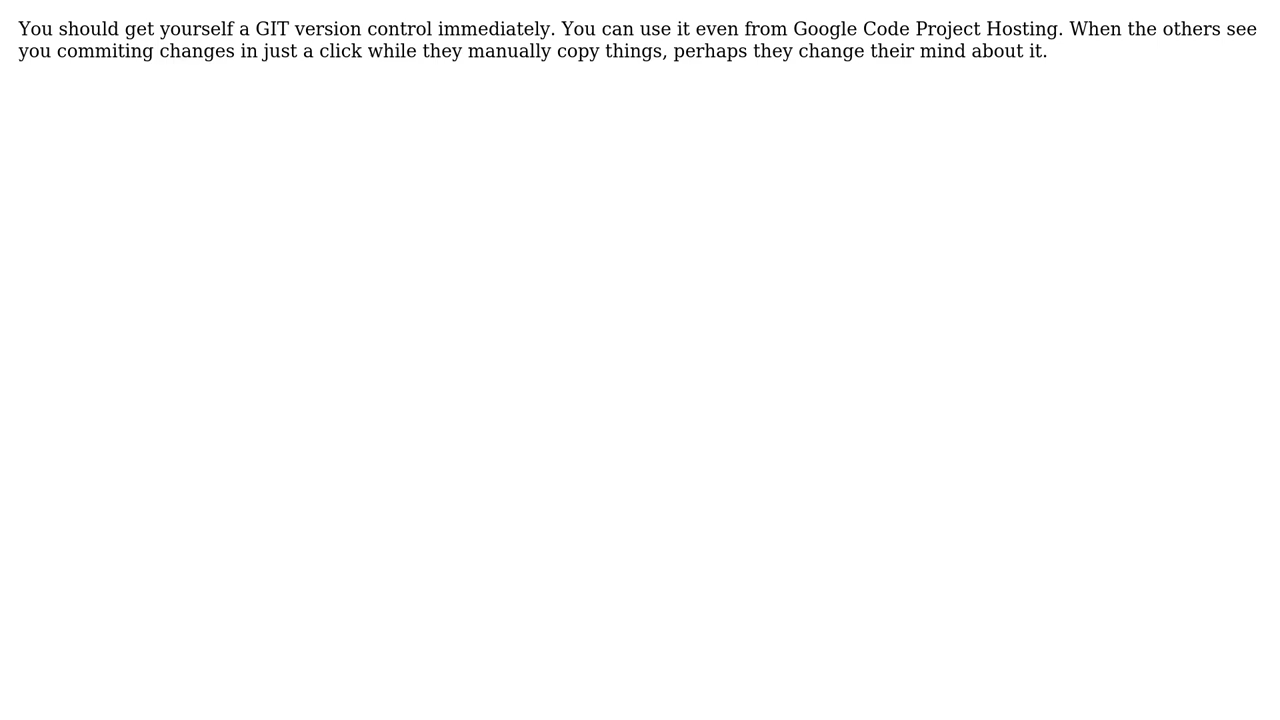 You should get yourself a GIT version control immediately. You can use it even from Google Code Project Hosting. When the others see
you commiting changes in just a click while they manually copy things, perhaps they change their mind about it.